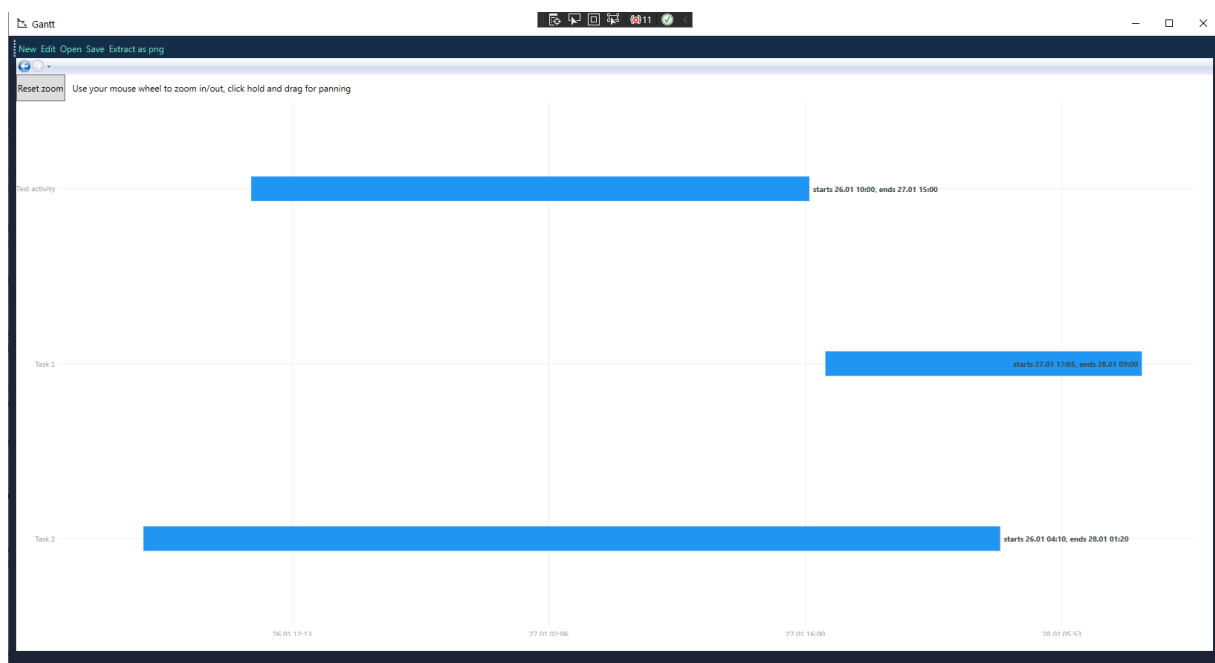 Gantt
11
New Edit Open Save Extract as png
Reset zoom Use your mouse wheel to zoom in/out, click hold and drag for panning
Test activity
starts 26.01 10:00, ends 27.01 15:00
Task 1
starts 27.01 17:05, ends 28.01 09:00
Task 2
starts 26.01 04:10, ends 28.01 01:20
26.01 12:13 27.01 02:06 27.01 16:00 28.01 05:53